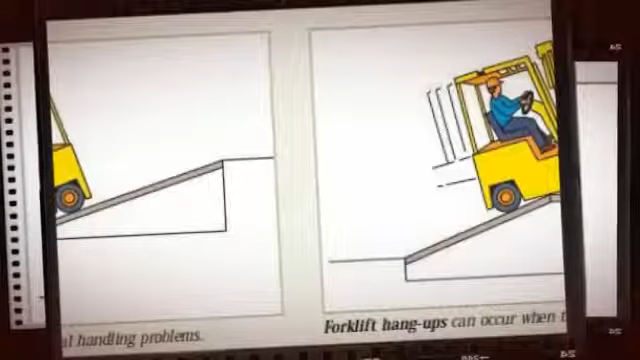 al handling problems.
Forklift hang-ups can occur when t